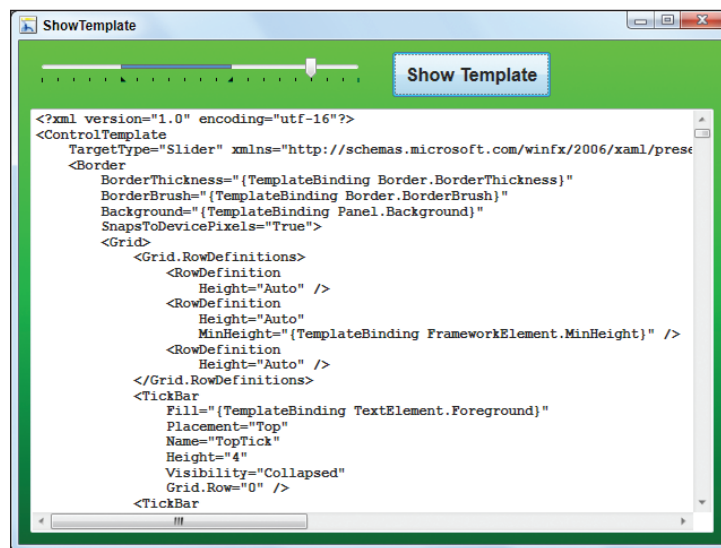 ShowTemplate
Show Template
<?xml version="1.0" encoding="utf-16"?>
<ControlTemplate
TargetType="Slider" xmlns="http://schemas.microsoft.com/winfx/2006/xaml/prese
<Border
BorderThickness="{TemplateBinding Border.BorderThickness}"
BorderBrush="{TemplateBinding Border.BorderBrush}"
Background="{TemplateBinding Panel.Background}"
SnapsToDevicePixels="True">
<Grid>
<Grid.RowDefinitions>
<RowDefinition
Height="Auto" />
<RowDefinition
Height="Auto"
MinHeight="{TemplateBinding FrameworkElement.MinHeight}" />
<RowDefinition
Height="Auto" />
</Grid.RowDefinitions>
<TickBar
Fill="{TemplateBinding TextElement.Foreground}"
Placement="Top"
Name="TopTick"
Height="4"
Visibility="Collapsed"
Grid.Row="0" />
<TickBar